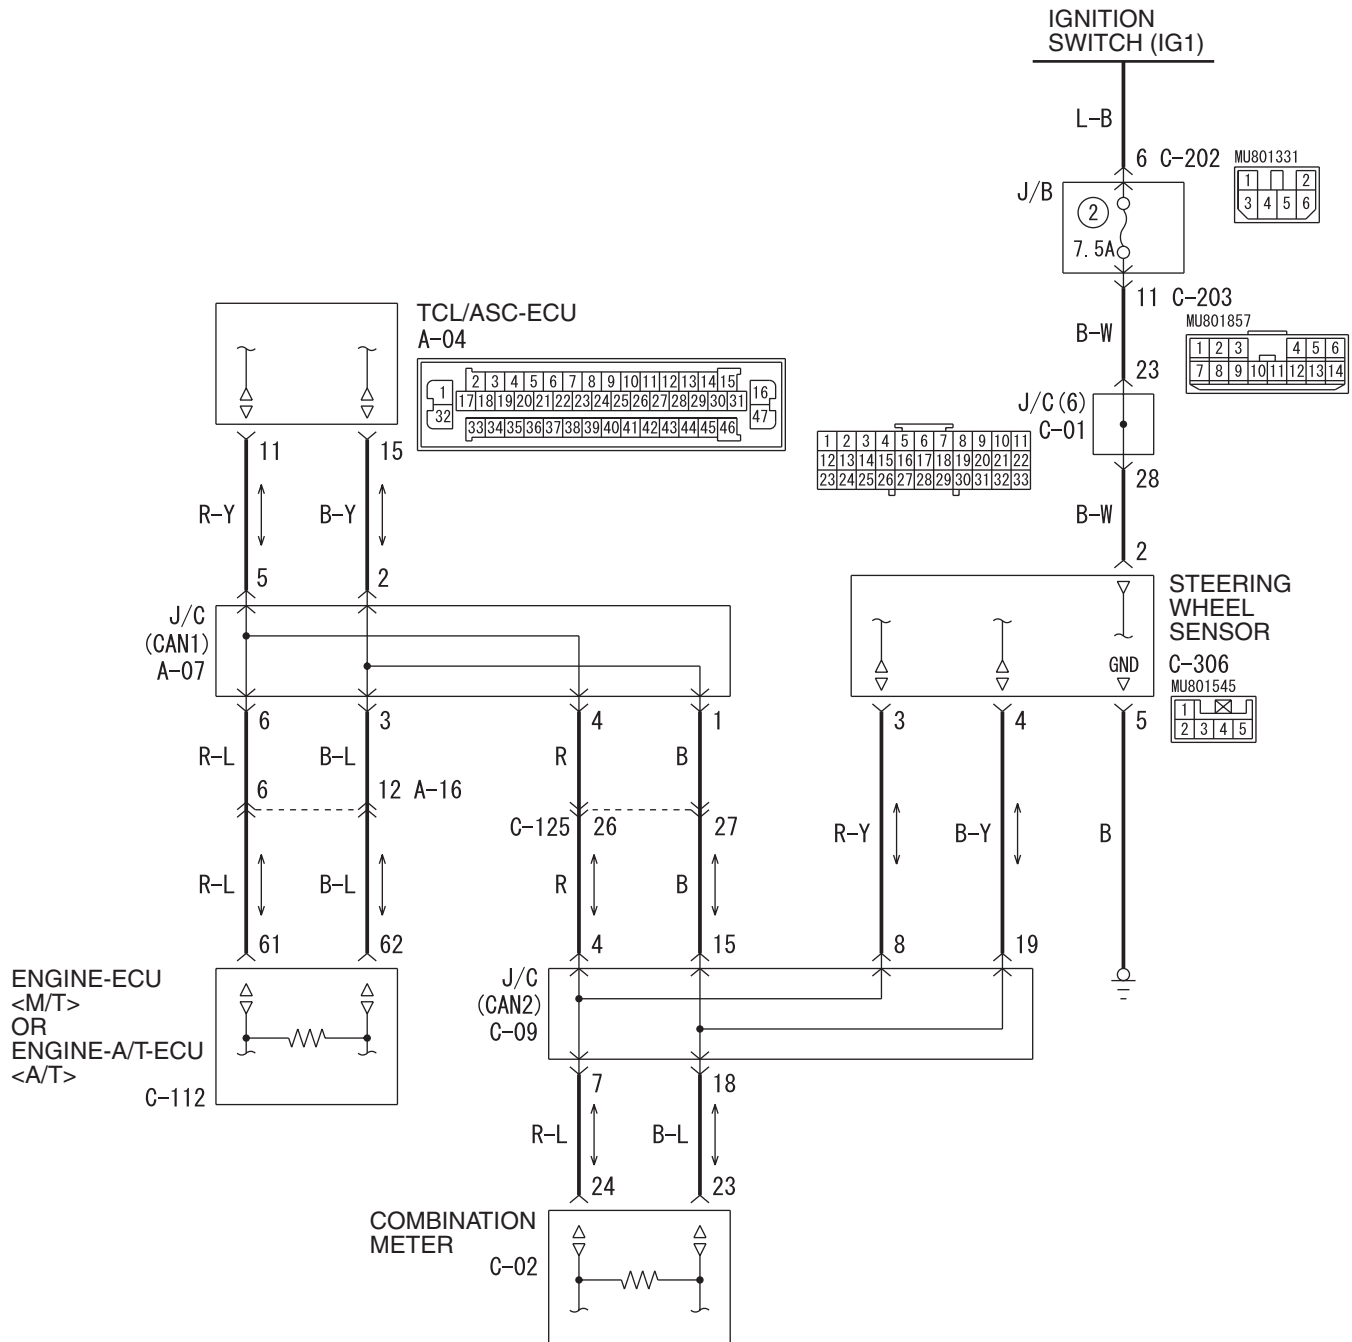 IGNITION
SWITCH (IG1)
L-B
6 C-202
MU801331
1 2
3 4 5 6
J/B
2
7.5A
11 C-203
MU801857
1 2 3 4 5 6
7 8 9 10 11 12 13 14
B-W
23
J/C(6)
C-01
1 2 3 4 5 6 7 8 9 10 11
12 13 14 15 16 17 18 19 20 21 22
23 24 25 26 27 28 29 30 31 32 33
28
B-W
2
STEERING
WHEEL
SENSOR
C-306
MU801545
1
2 3 4 5
GND
3 4 5
R-Y B-Y B
8 19
TCL/ASC-ECU
A-04
1 2 3 4 5 6 7 8 9 10 11 12 13 14 15 16
17 18 19 20 21 22 23 24 25 26 27 28 29 30 31
32 33 34 35 36 37 38 39 40 41 42 43 44 45 46 47
11 15
R-Y B-Y
5 2
J/C
(CAN1)
A-07
6 3 4 1
R-L B-L R B
6 12 A-16
C-125 26 27
R-L B-L R B
61 62 4 15
ENGINE-ECU
<M/T>
OR
ENGINE-A/T-ECU
<A/T>
C-112
J/C
(CAN2)
C-09
7 18
R-L B-L
24 23
COMBINATION
METER
C-02